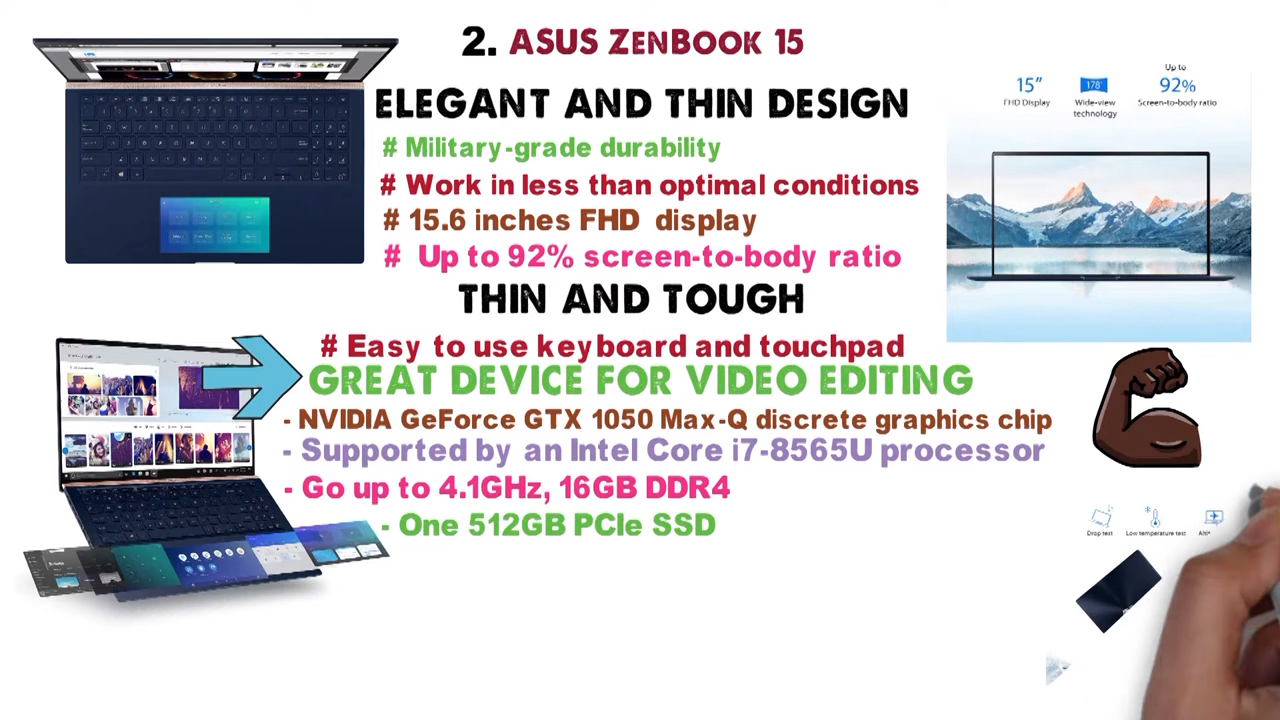 2. ASUS ZENBOOK 15
ELEGANT AND THIN DESIGN
# Military-grade durability
# Work in less than optimal conditions
# 15.6 inches FHD display
# Up to 92% screen-to-body ratio
THIN AND TOUGH
# Easy to use keyboard and touchpad
GREAT DEVICE FOR VIDEO EDITING
- NVIDIA GeForce GTX 1050 Max-Q discrete graphics chip
- Supported by an Intel Core i7-8565U processor
- Go up to 4.1GHz, 16GB DDR4
- One 512GB PCIe SSD
15”
FHD Display
178°
Wide-view
technology
Up to
92%
Screen-to-body ratio
Drop test
Low temperature test